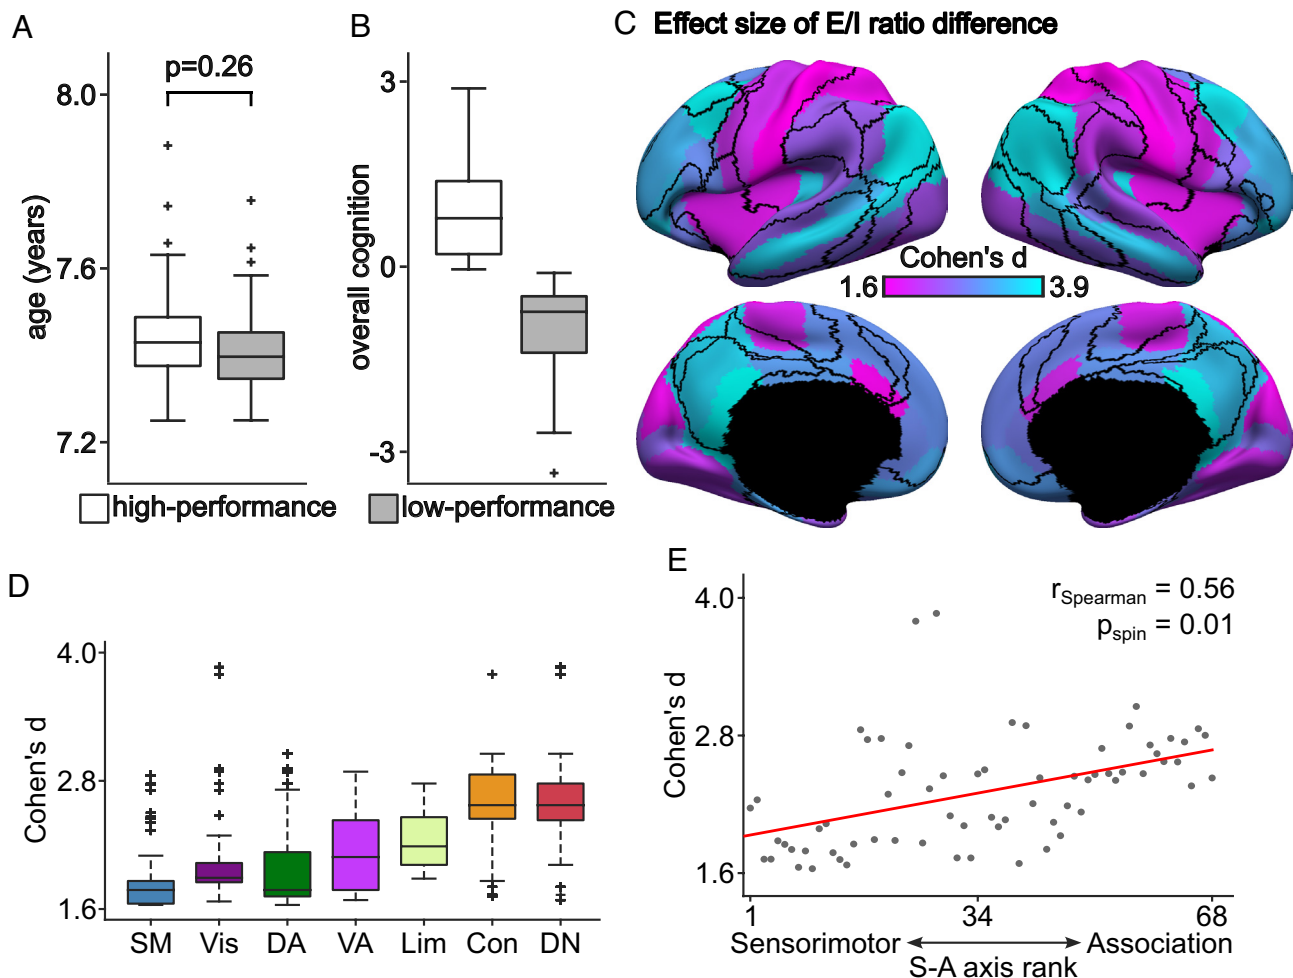 A
p=0.26
8.0
7.6
7.2
age (years)
high-performance
B
3
0
-3
overall cognition
low-performance
C Effect size of E/I ratio difference
Cohen's d
1.6 3.9
D
4.0
2.8
1.6
Cohen's d
SM Vis DA VA Lim Con DN
E
rSpearman = 0.56
pspin = 0.01
4.0
2.8
1.6
Cohen's d
1 34 68
Sensorimotor Association
S-A axis rank